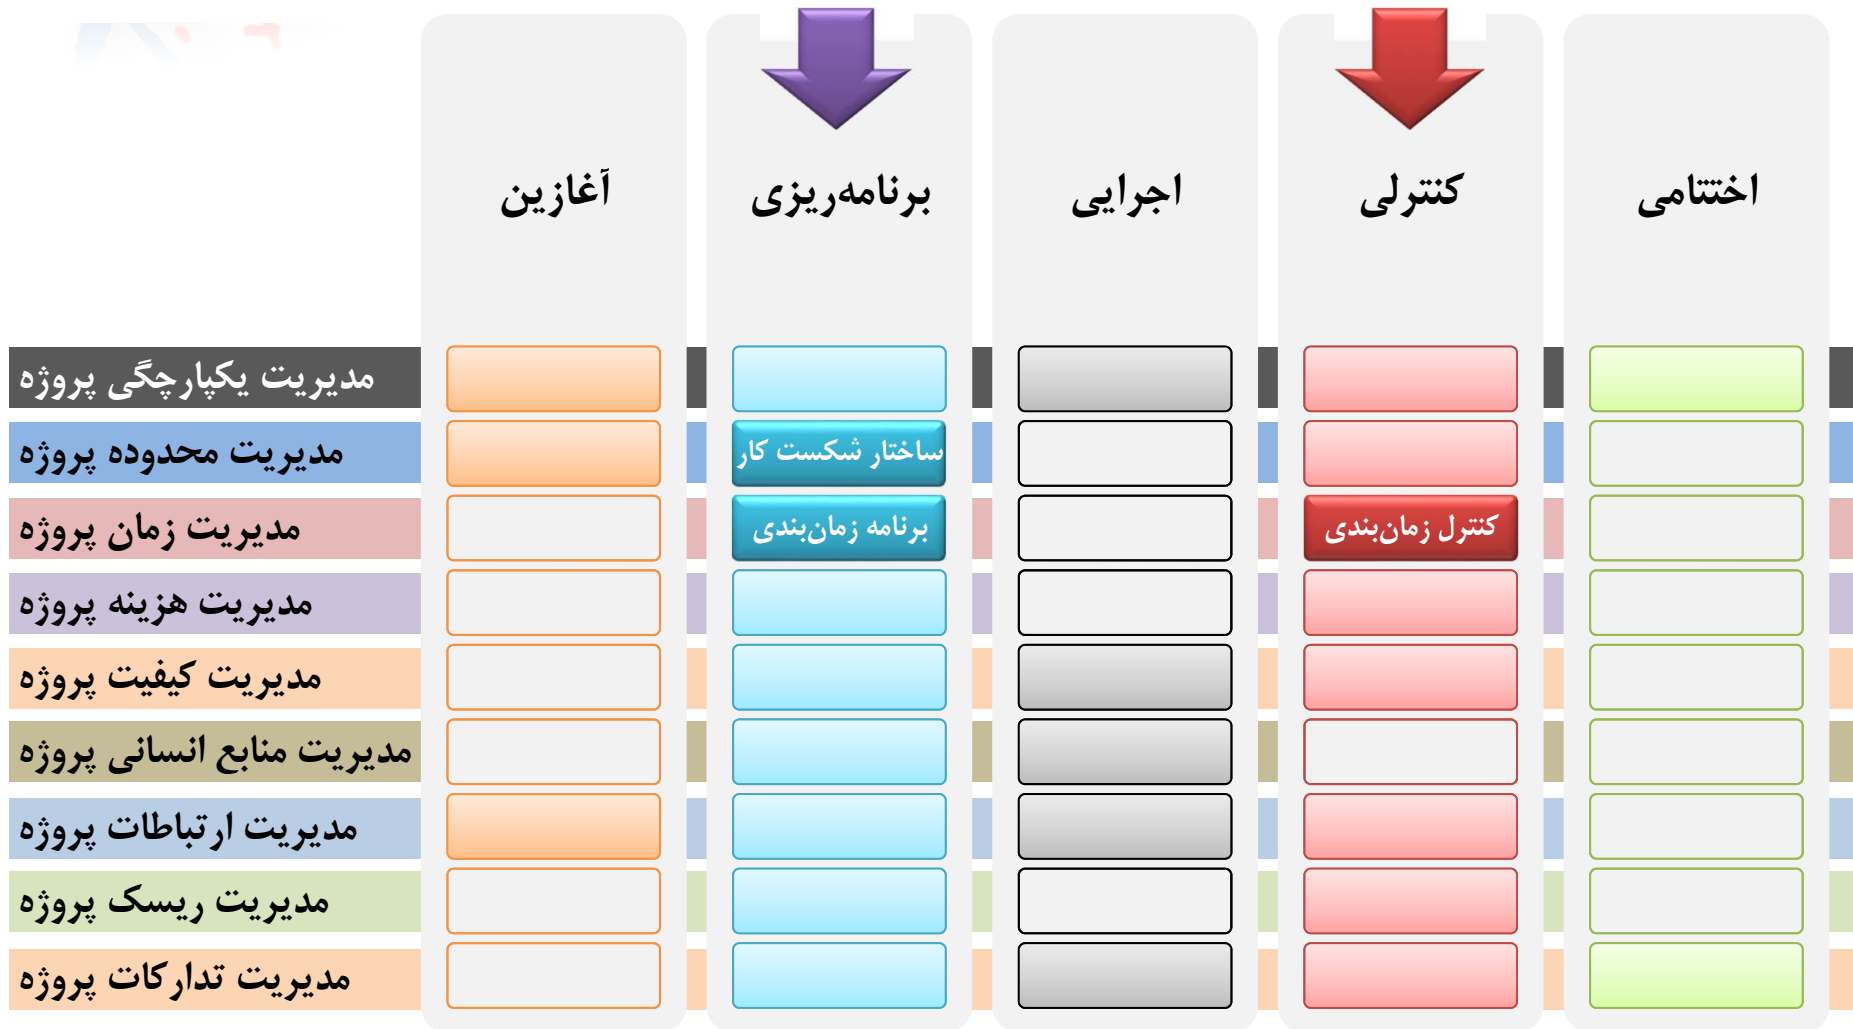 آغازین
برنامه‌ریزی
اجرایی
کنترلی
اختتامی
مدیریت یکپارچگی پروژه
مدیریت محدوده پروژه
ساختار شکست کار
مدیریت زمان پروژه
برنامه زمان‌بندی
کنترل زمان‌بندی
مدیریت هزینه پروژه
مدیریت کیفیت پروژه
مدیریت منابع انسانی پروژه
مدیریت ارتباطات پروژه
مدیریت ریسک پروژه
مدیریت تدارکات پروژه